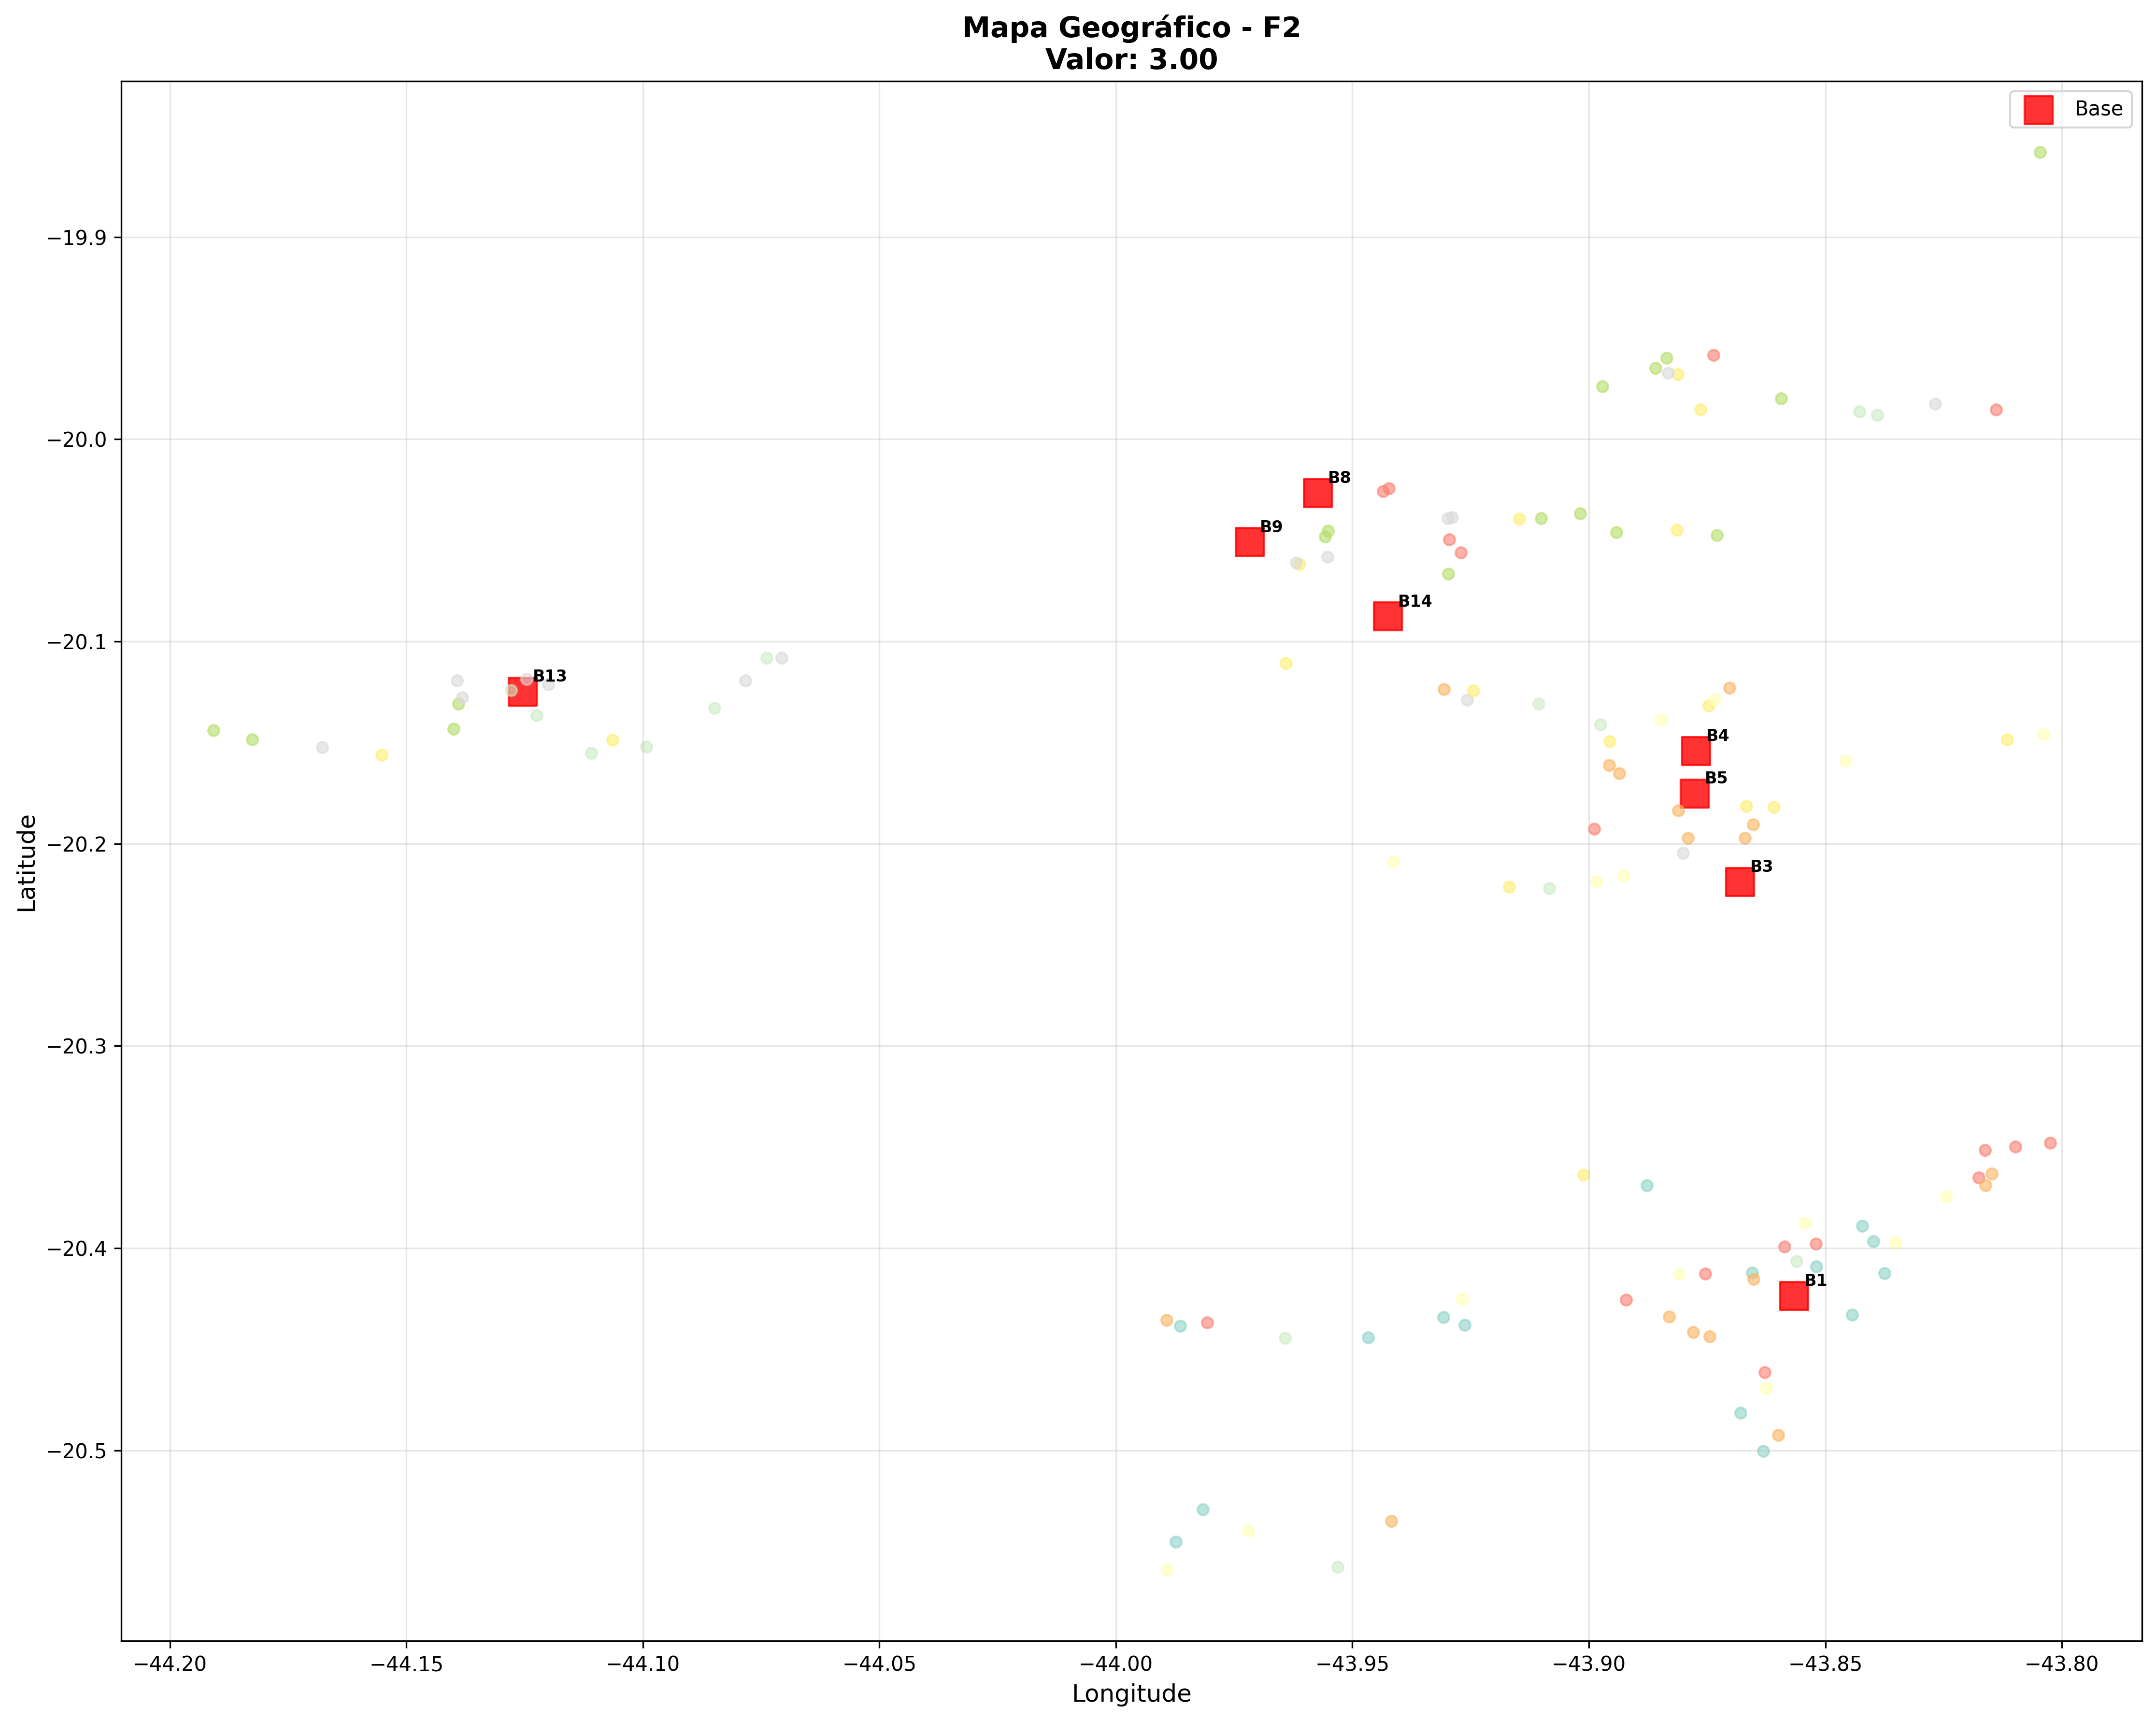 Mapa Geográfico - F2
Valor: 3.00
Base
−19.9
−20.0
B8
B9
B14
−20.1
B13
B4
B5
−20.2
B3
Latitude
−20.3
−20.4
B1
−20.5
−44.20 −44.15 −44.10 −44.05 −44.00 −43.95 −43.90 −43.85 −43.80
Longitude